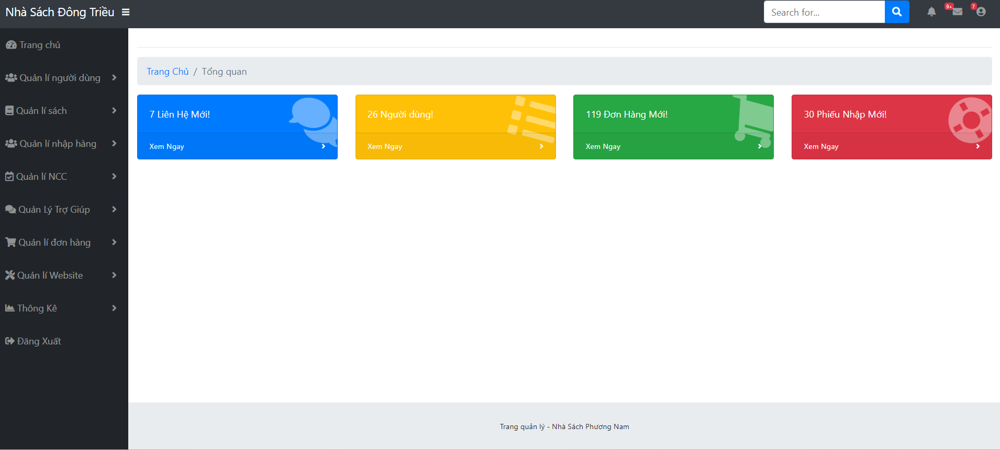 Nhà Sách Đông Triều
Search for...
9+
7
Trang chủ
Quản lí người dùng
Quản lí sách
Quản lí nhập hàng
Quản lí NCC
Quản Lý Trợ Giúp
Quản lí đơn hàng
Quản lí Website
Thông Kê
Đăng Xuất
Trang Chủ / Tổng quan
7 Liên Hệ Mới!
Xem Ngay
26 Người dùng!
Xem Ngay
119 Đơn Hàng Mới!
Xem Ngay
30 Phiếu Nhập Mới!
Xem Ngay
Trang quản lý - Nhà Sách Phương Nam